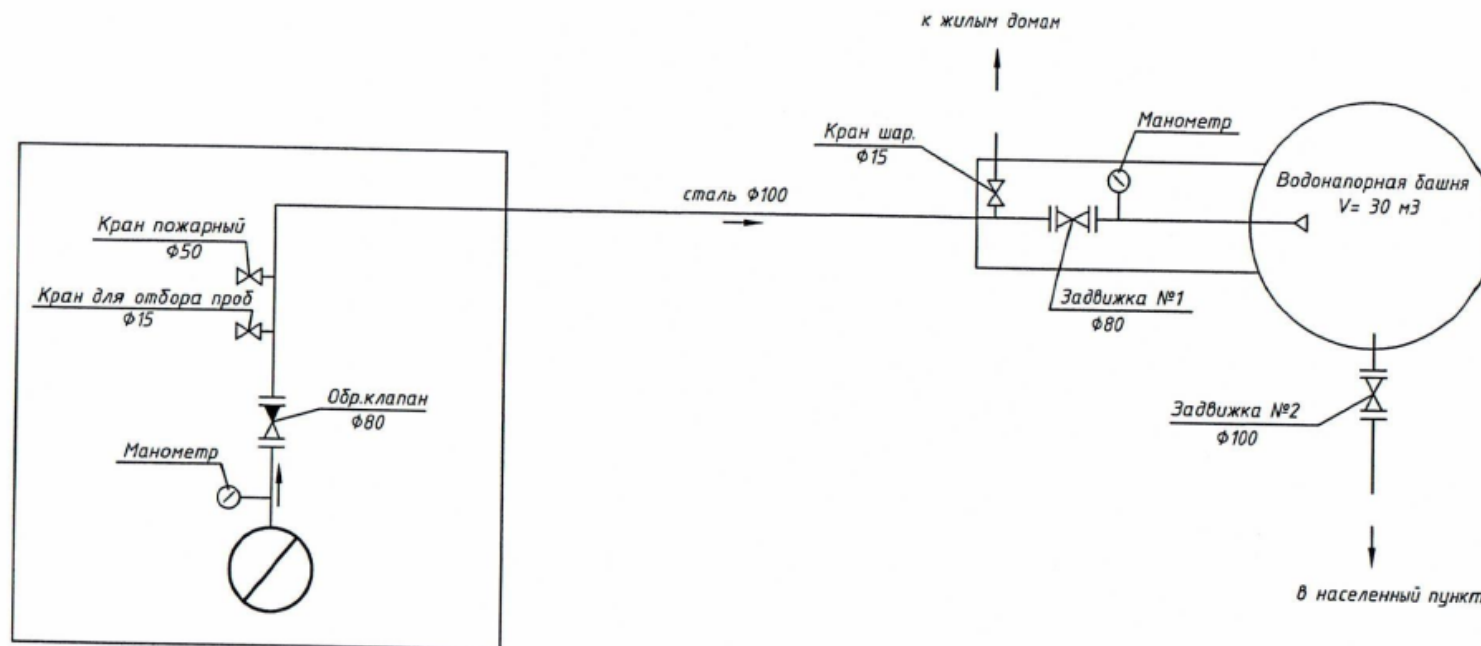 к жилым домам
Кран шар.
Ф15
Манометр
Водонапорная башня
V= 30 м3
сталь Ф100
Кран пожарный
Ф50
Кран для отбора проб
Ф15
Задвижка №1
Ф80
Обр.клапан
Ф80
Задвижка №2
Ф100
Манометр
в населенный пункт